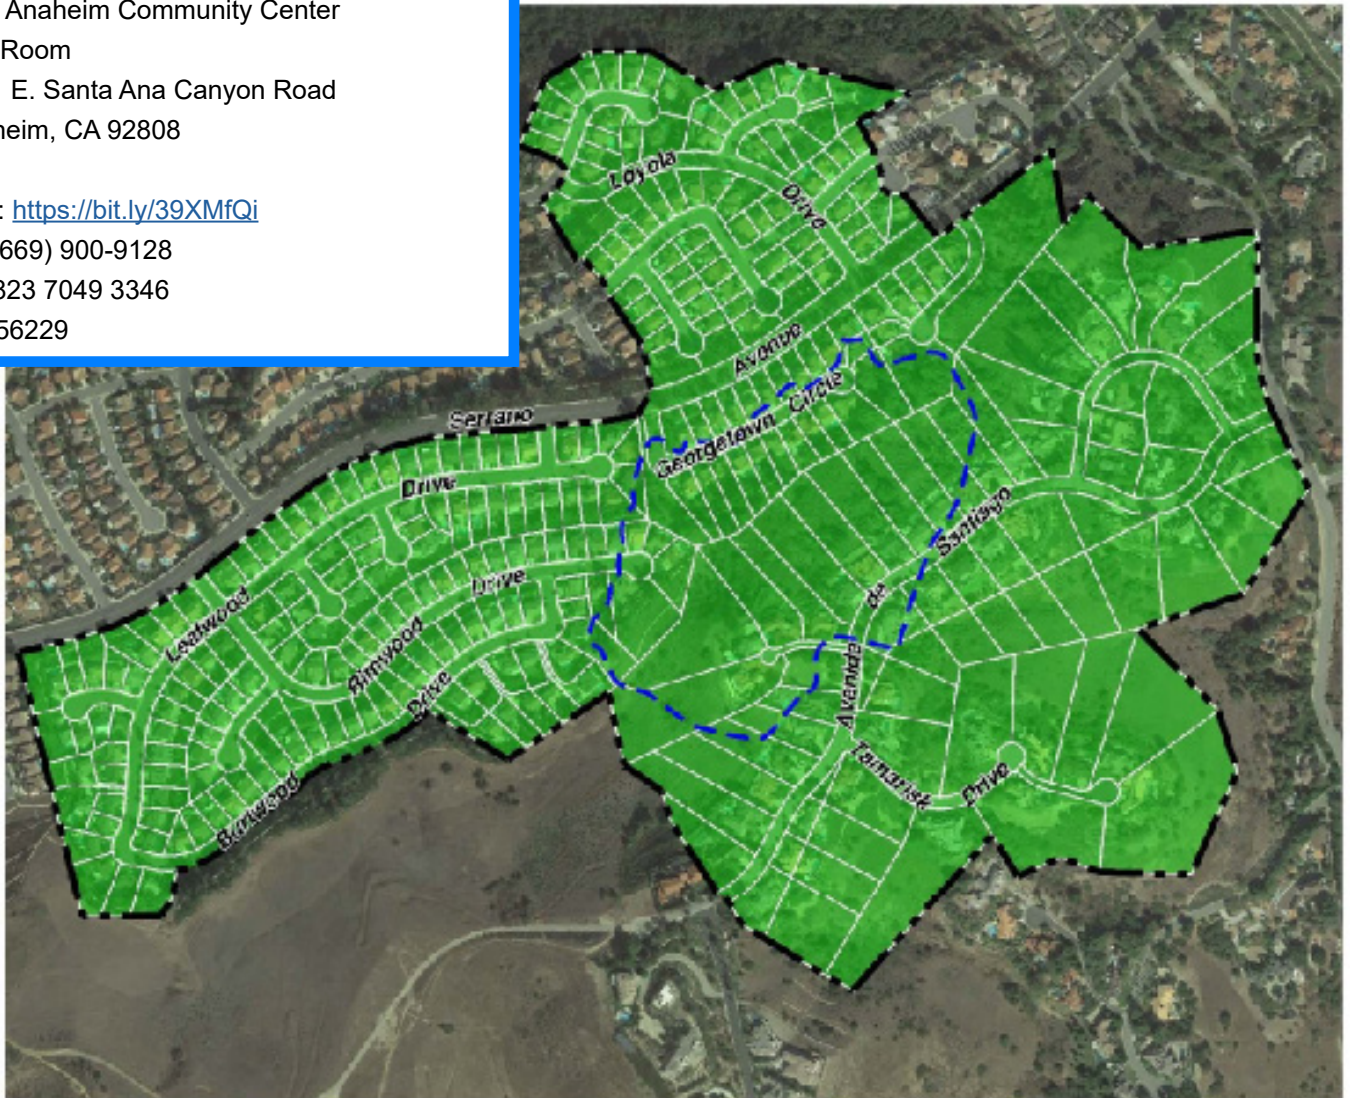 Anaheim Community Center
Room
E. Santa Ana Canyon Road
heim, CA 92808
: https://bit.ly/39XMfQi
669) 900-9128
323 7049 3346
56229
Loyola
Drive
Avenue
Georgetown Circle
Serrano
Drive
Santiago
Drive
de
Leafwood
Rimwood
Avenida
Drive
Tamarisk Drive
Burlwood